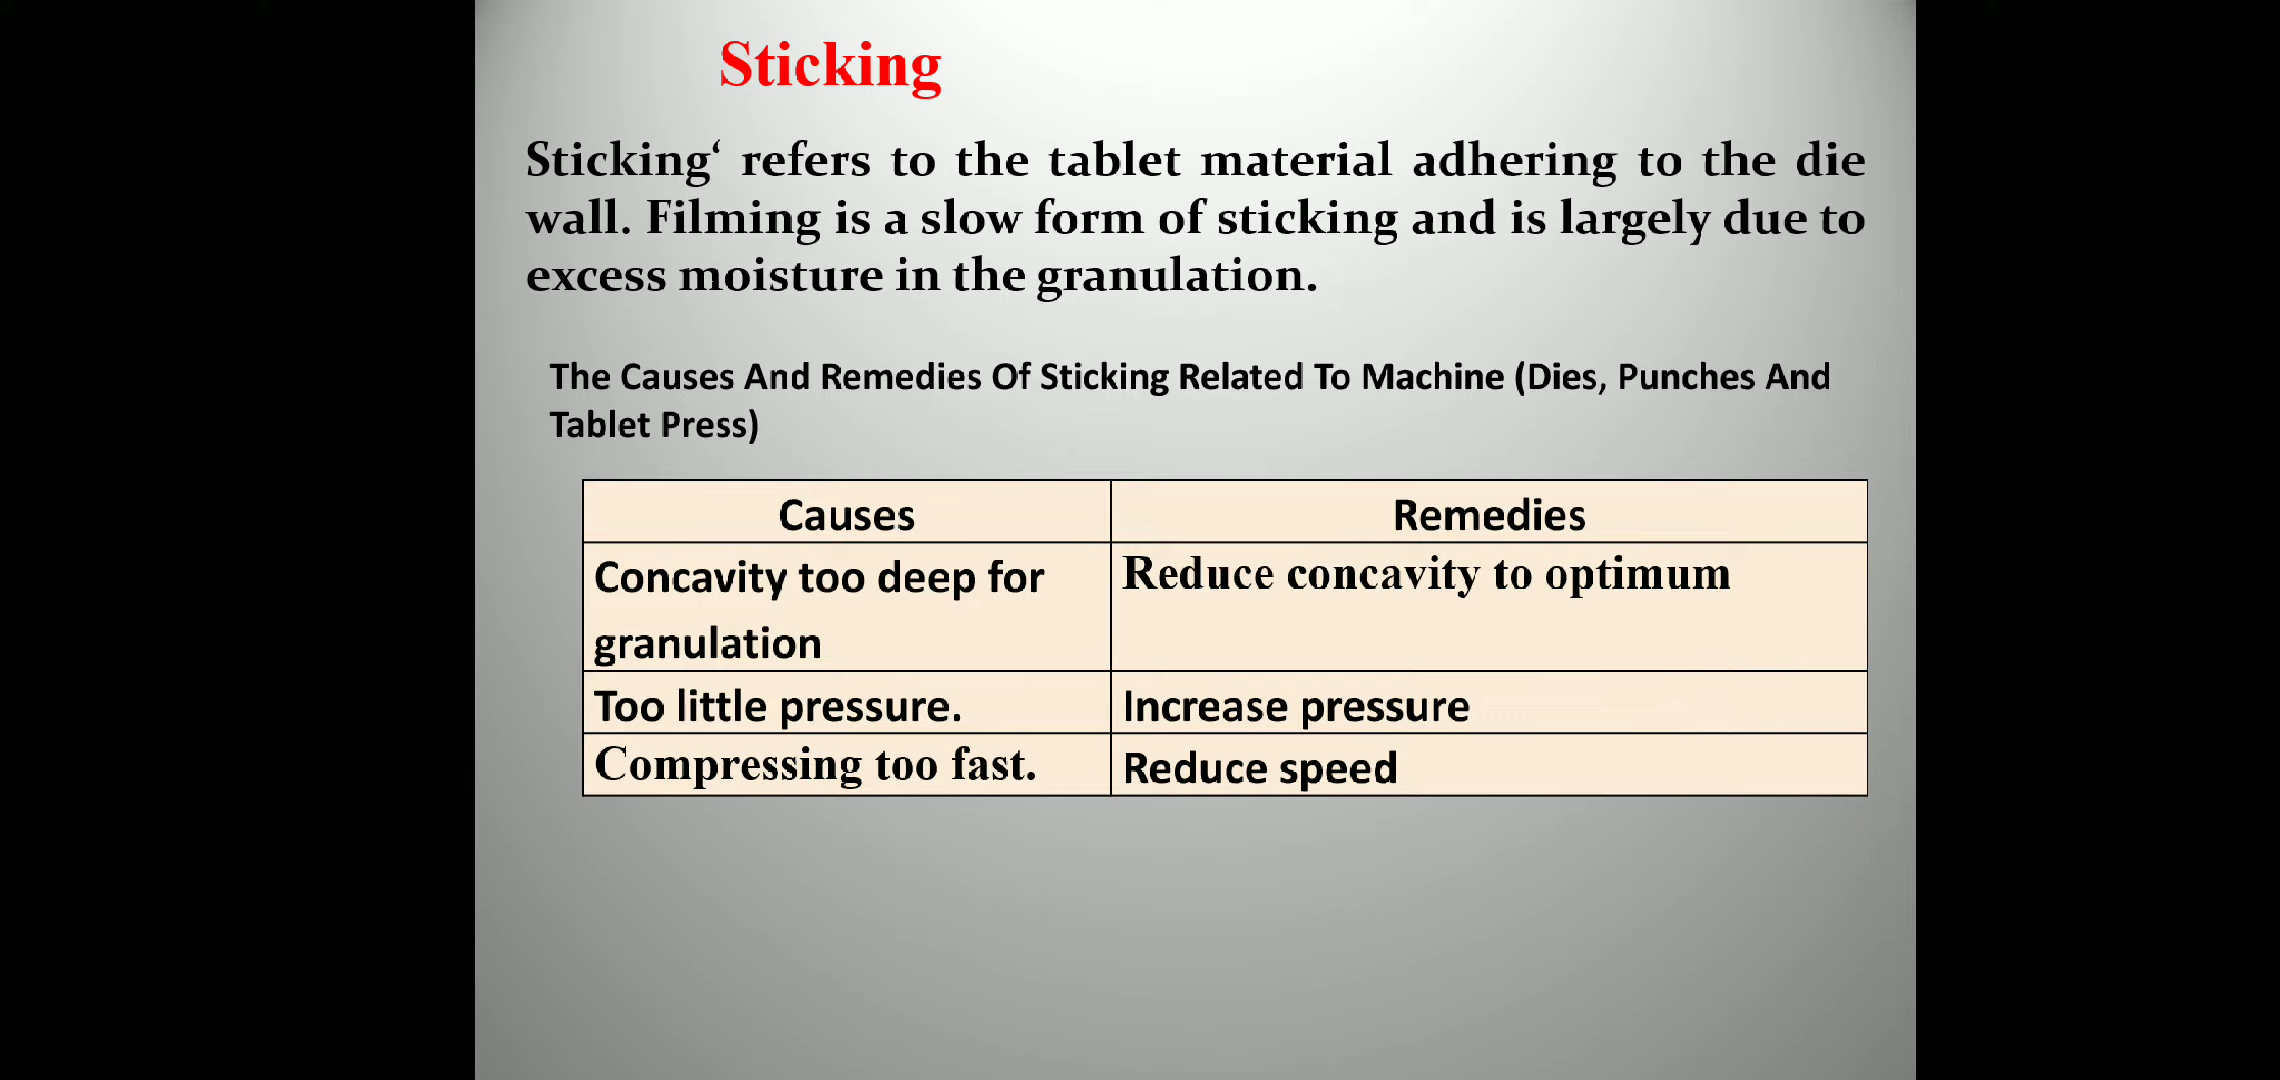 Sticking
Sticking‘ refers to the tablet material adhering to the die
wall. Filming is a slow form of sticking and is largely due to
excess moisture in the granulation.
The Causes And Remedies Of Sticking Related To Machine (Dies, Punches And
Tablet Press)
Causes
Remedies
Concavity too deep for
granulation
Reduce concavity to optimum
Too little pressure.
Increase pressure
Compressing too fast.
Reduce speed